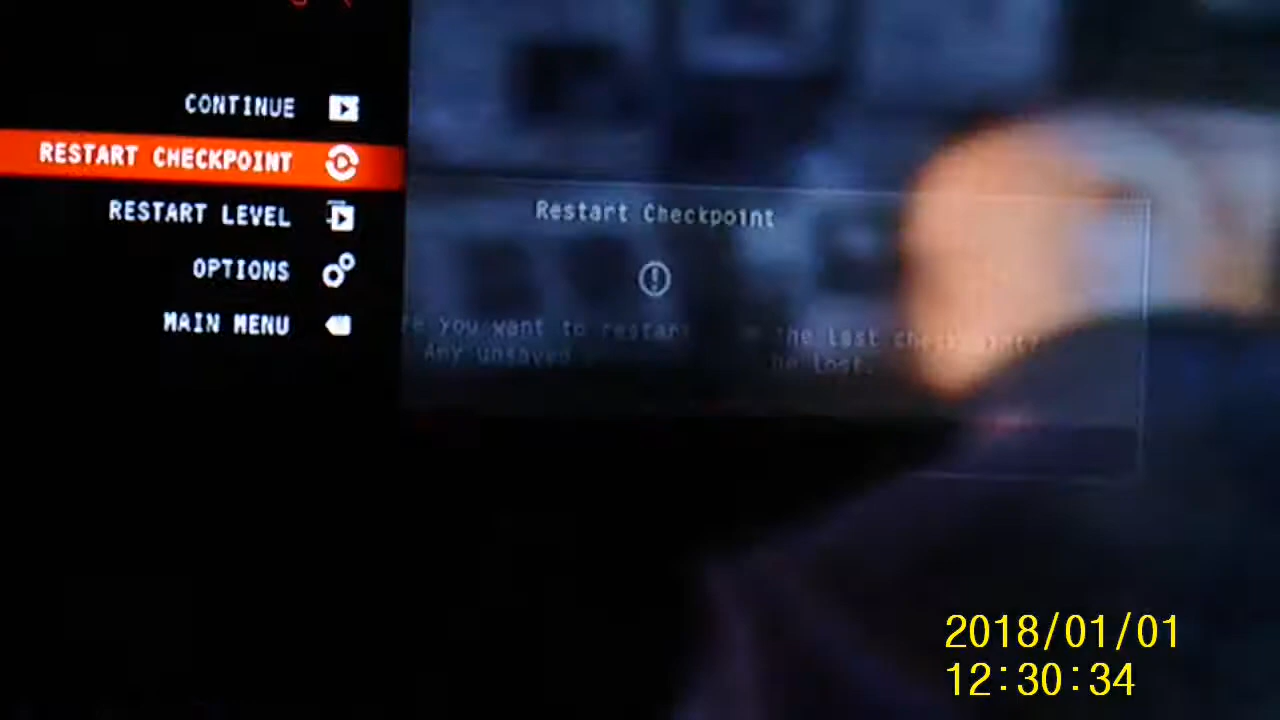 CONTINUE
RESTART CHECKPOINT
RESTART LEVEL
OPTIONS
MAIN MENU
Restart Checkpoint
you want to restart the last
Any unsaved be lost.
2018/01/01
12:30:34